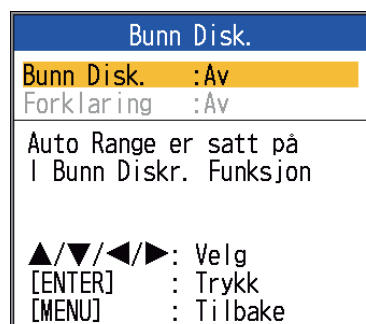 Bunn Disk.
Bunn Disk. :Av
Forklaring :Av
Auto Range er satt på
I Bunn Diskr. Funksjon
▲/▼/◀/▶: Velg
[ENTER] : Trykk
[MENU] : Tilbake